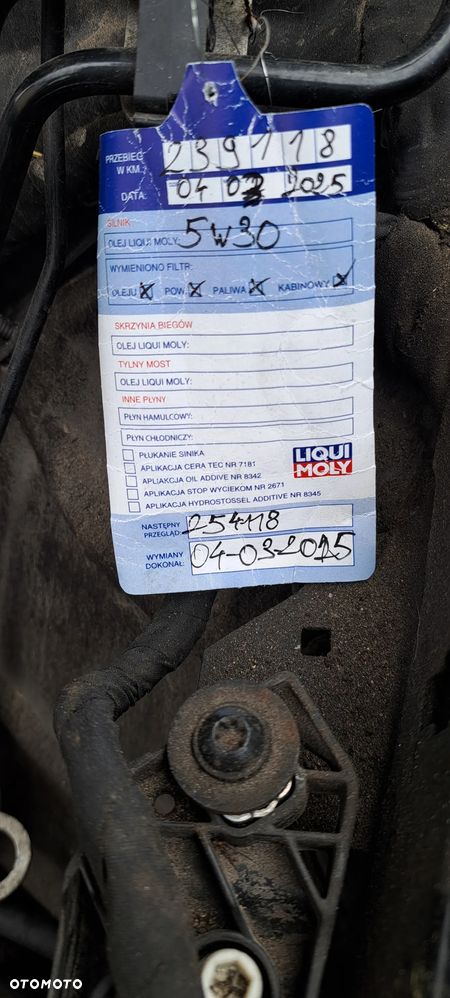 PRZEBIEG W KM.: 239118
DATA: 04 03 2025
SILNIK
OLEJ LIQUI MOLY: 5W30
WYMIENIONO FILTR:
OLEJU X POW. X PALIWA X KABINOWY X
SKRZYNIA BIEGÓW
OLEJ LIQUI MOLY:
TYLNY MOST
OLEJ LIQUI MOLY:
INNE PŁYNY
PŁYN HAMULCOWY:
PŁYN CHŁODNICZY:
PŁUKANIE SINIKA
APLIKACJA CERA TEC NR 7181
APLIAKCJA OIL ADDIVE NR 8342
APLIKACJA STOP WYCIEKOM NR 2671
APLIKACJA HYDROSTOSSEL ADDITIVE NR 8345
LIQUI
MOLY
NASTĘPNY PRZEGLĄD: 254118
WYMIANY DOKONAŁ: 04-03-2025
OTOMOTO